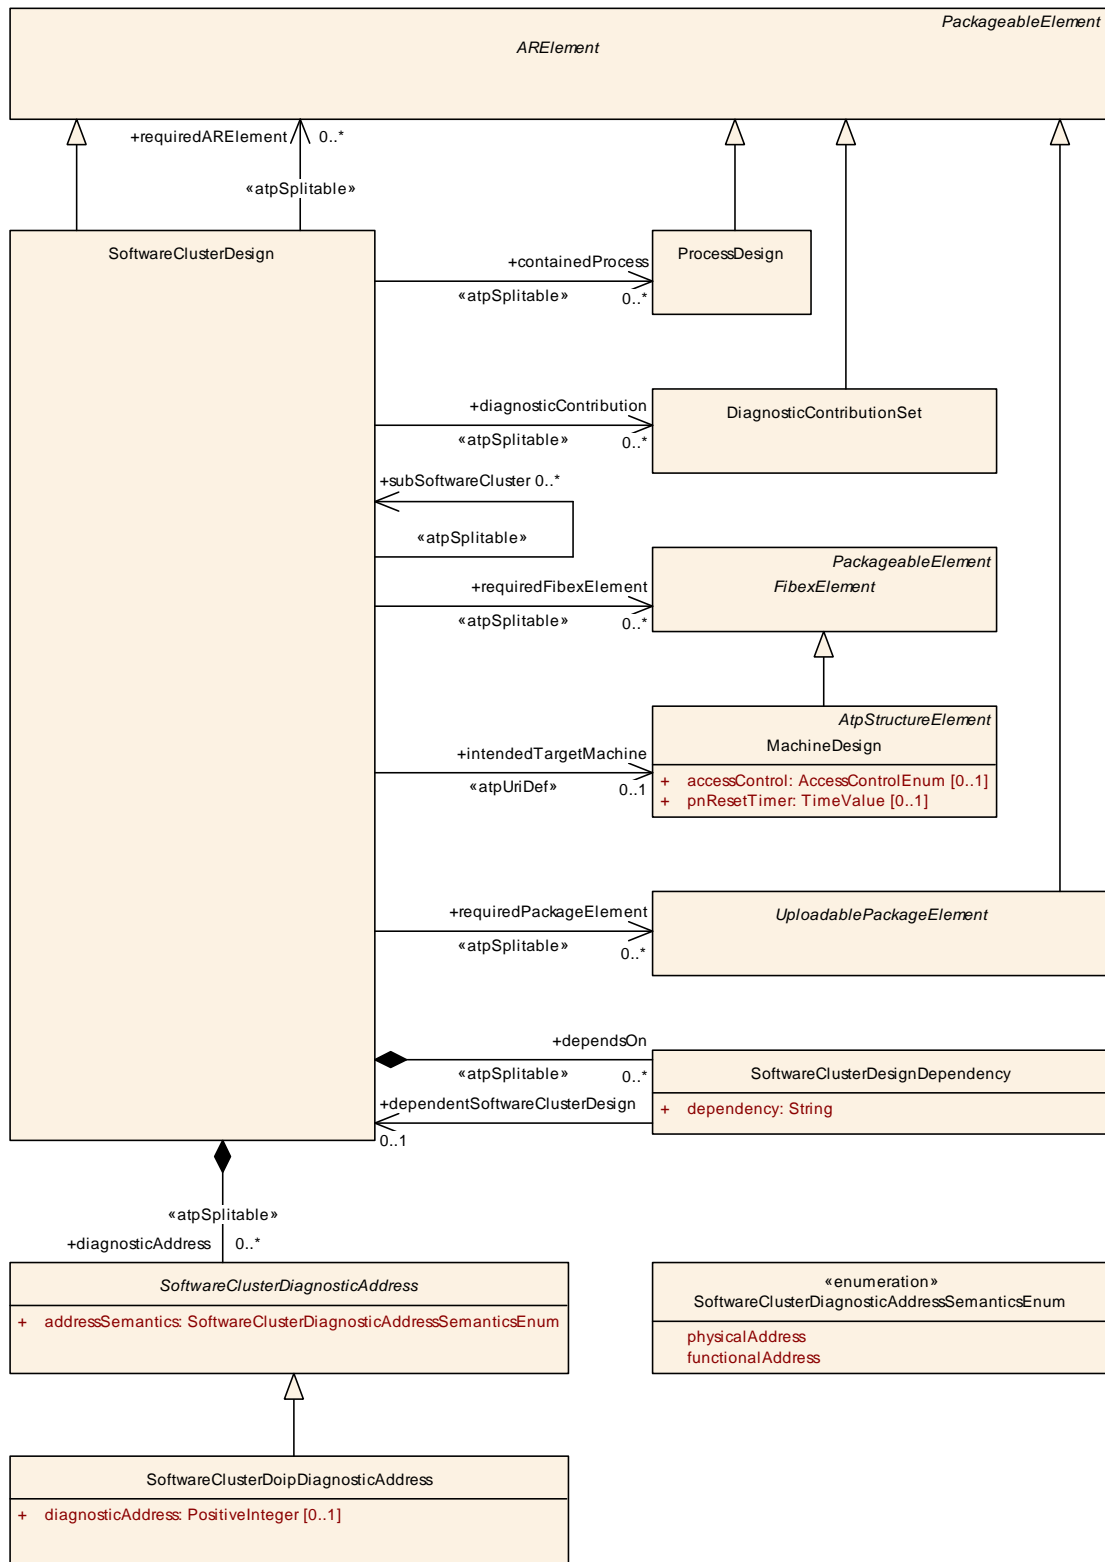 PackageableElement
ARElement
+requiredARElement 0..*
«atpSplitable»
SoftwareClusterDesign
ProcessDesign
+containedProcess
«atpSplitable»
0..*
DiagnosticContributionSet
+diagnosticContribution
«atpSplitable»
0..*
+subSoftwareCluster 0..*
«atpSplitable»
PackageableElement
FibexElement
+requiredFibexElement
«atpSplitable»
0..*
AtpStructureElement
MachineDesign
+ accessControl: AccessControlEnum [0..1]
+ pnResetTimer: TimeValue [0..1]
+intendedTargetMachine
«atpUriDef»
0..1
+requiredPackageElement
«atpSplitable»
0..*
UploadablePackageElement
+dependsOn
«atpSplitable»
0..*
SoftwareClusterDesignDependency
+ dependency: String
+dependentSoftwareClusterDesign
0..1
«atpSplitable»
+diagnosticAddress 0..*
SoftwareClusterDiagnosticAddress
+ addressSemantics: SoftwareClusterDiagnosticAddressSemanticsEnum
«enumeration»
SoftwareClusterDiagnosticAddressSemanticsEnum
physicalAddress
functionalAddress
SoftwareClusterDoipDiagnosticAddress
+ diagnosticAddress: PositiveInteger [0..1]